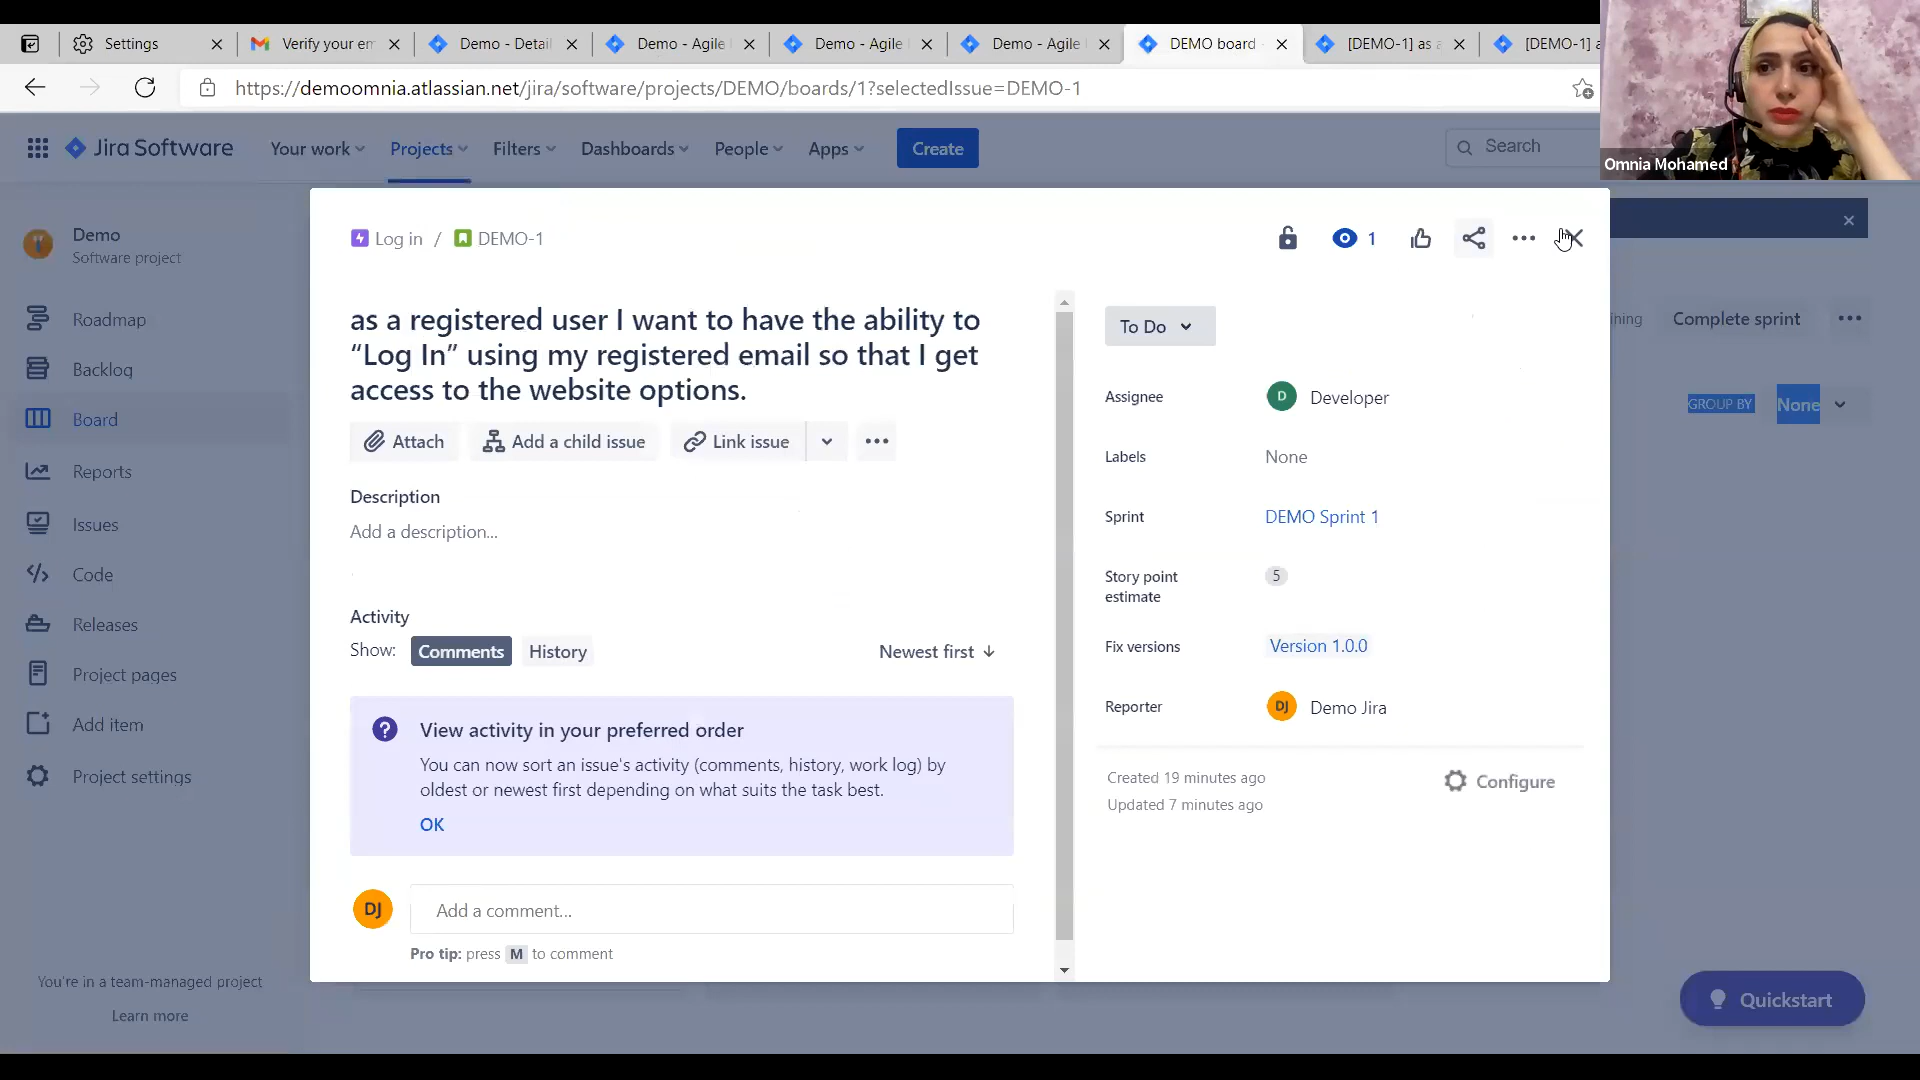 Settings
Verify your em
Demo - Detail
Demo - Agile
Demo - Agile
Demo - Agile
DEMO board -
[DEMO-1] as a
[DEMO-1] a
https://demoomnia.atlassian.net/jira/software/projects/DEMO/boards/1?selectedIssue=DEMO-1
Omnia Mohamed
Jira Software
Your work
Projects
Filters
Dashboards
People
Apps
Create
Search
Demo
Software project
Roadmap
Backlog
Board
Reports
Issues
Code
Releases
Project pages
Add item
Project settings
You're in a team-managed project
Learn more
Log in / DEMO-1
1
as a registered user I want to have the ability to
“Log In” using my registered email so that I get
access to the website options.
Attach
Add a child issue
Link issue
Description
Add a description...
Activity
Show:
Comments
History
Newest first
View activity in your preferred order
You can now sort an issue's activity (comments, history, work log) by
oldest or newest first depending on what suits the task best.
OK
DJ
Add a comment...
Pro tip: press M to comment
To Do
Assignee
D
Developer
Labels
None
Sprint
DEMO Sprint 1
Story point
estimate
5
Fix versions
Version 1.0.0
Reporter
DJ
Demo Jira
Created 19 minutes ago
Updated 7 minutes ago
Configure
Complete sprint
GROUP BY
None
Quickstart